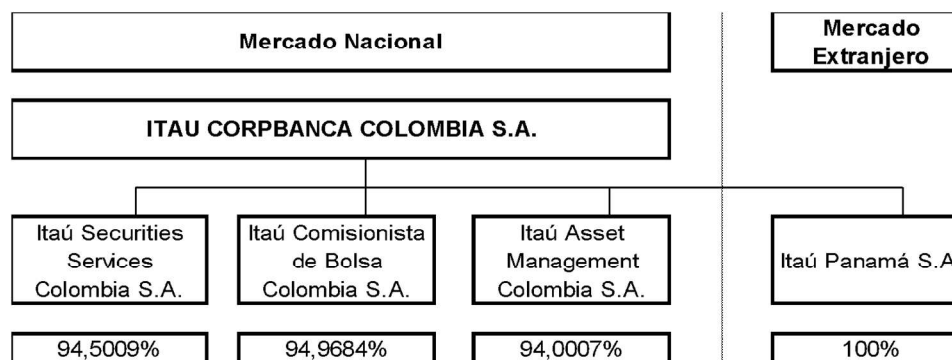 Mercado Nacional
Mercado
Extranjero
ITAU CORPBANCA COLOMBIA S.A.
Itaú Securities
Services
Colombia S.A.
Itaú Comisionista
de Bolsa
Colombia S.A.
Itaú Asset
Management
Colombia S.A.
Itaú Panamá S.A
94,5009%
94,9684%
94,0007%
100%